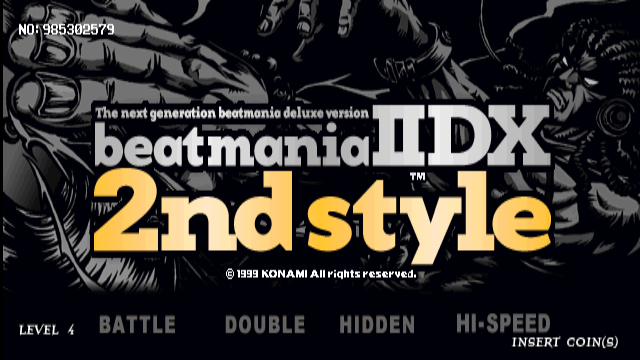 NO: 985302579
The next generation beatmania deluxe version
beatmania IIDX
TM
2nd style
© 1999 KONAMI All rights reserved.
LEVEL 4 BATTLE DOUBLE HIDDEN HI-SPEED
INSERT COIN(S)